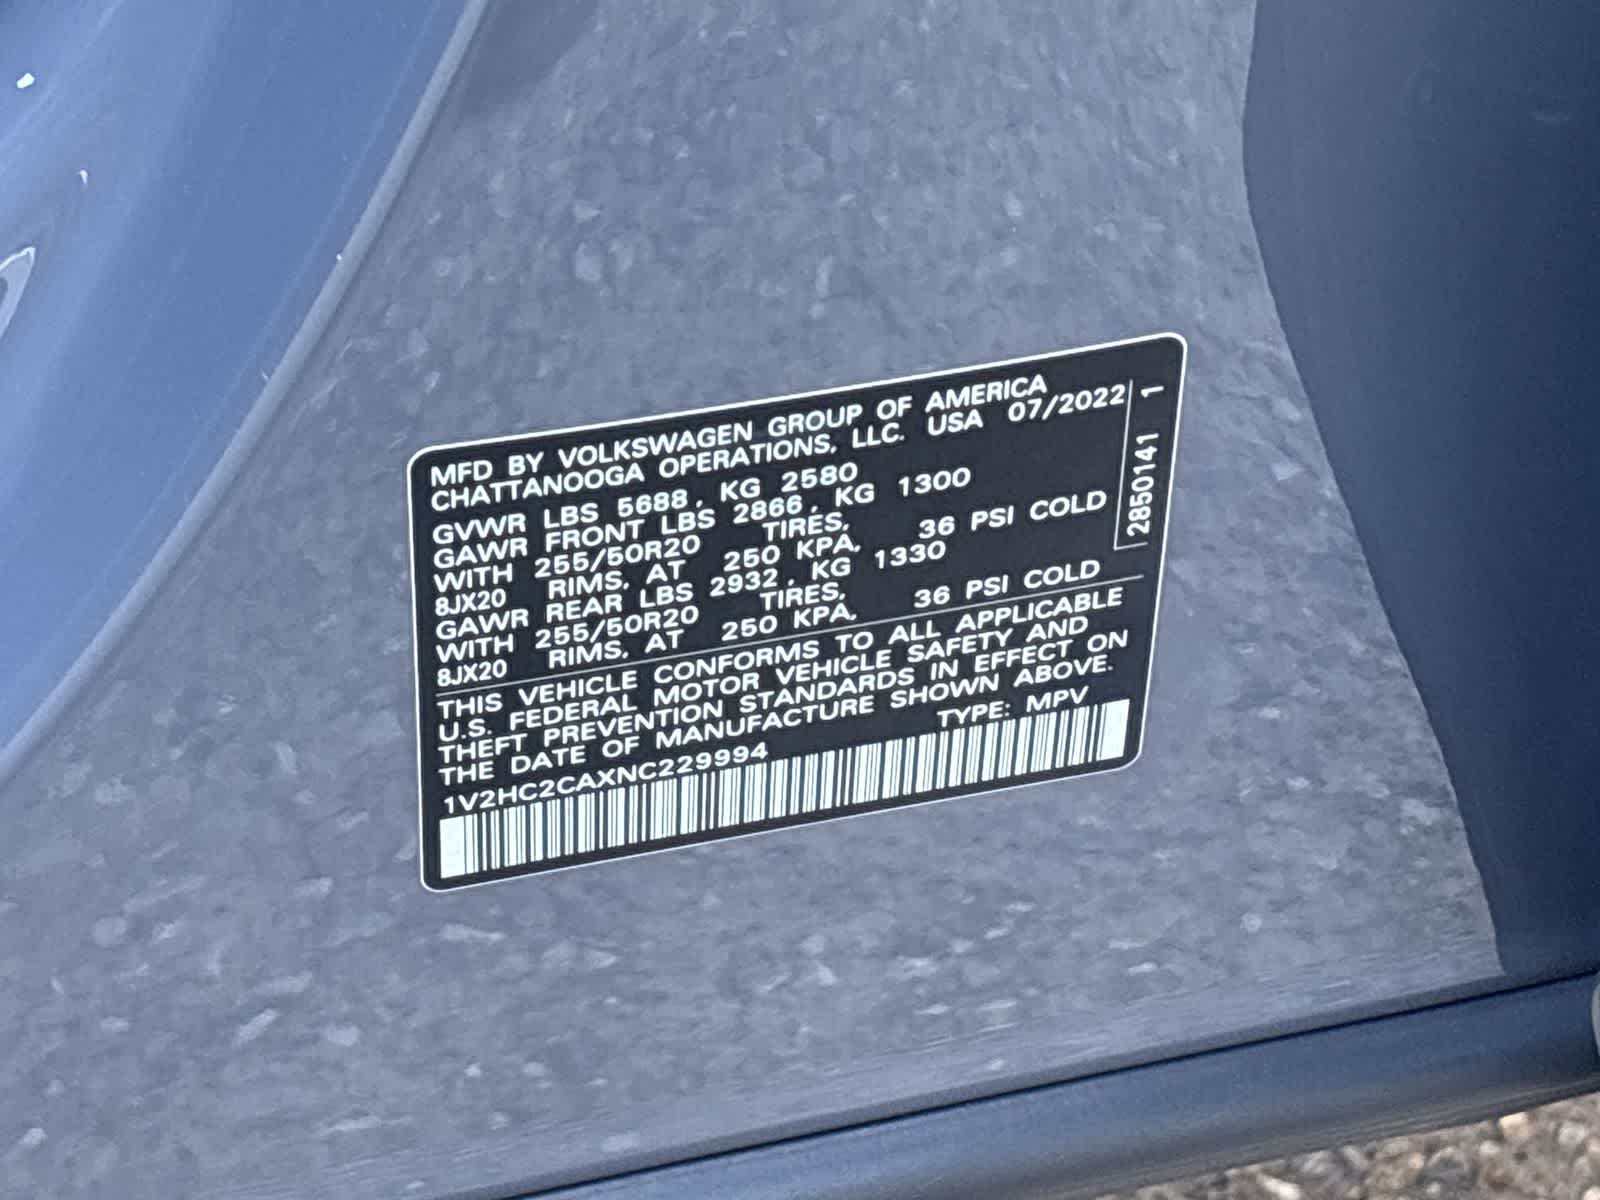 MFD BY VOLKSWAGEN GROUP OF AMERICA
CHATTANOOGA OPERATIONS, LLC. USA 07/2022
GVWR LBS 5688, KG 2580
GAWR FRONT LBS 2866, KG 1300
WITH 255/50R20 TIRES,
8JX20 RIMS, AT 250 KPA, 36 PSI COLD
GAWR REAR LBS 2932, KG 1330
WITH 255/50R20 TIRES,
8JX20 RIMS, AT 250 KPA, 36 PSI COLD
THIS VEHICLE CONFORMS TO ALL APPLICABLE
U.S. FEDERAL MOTOR VEHICLE SAFETY AND
THEFT PREVENTION STANDARDS IN EFFECT ON
THE DATE OF MANUFACTURE SHOWN ABOVE.
1V2HC2CAXNC229994 TYPE: MPV
2850141 1